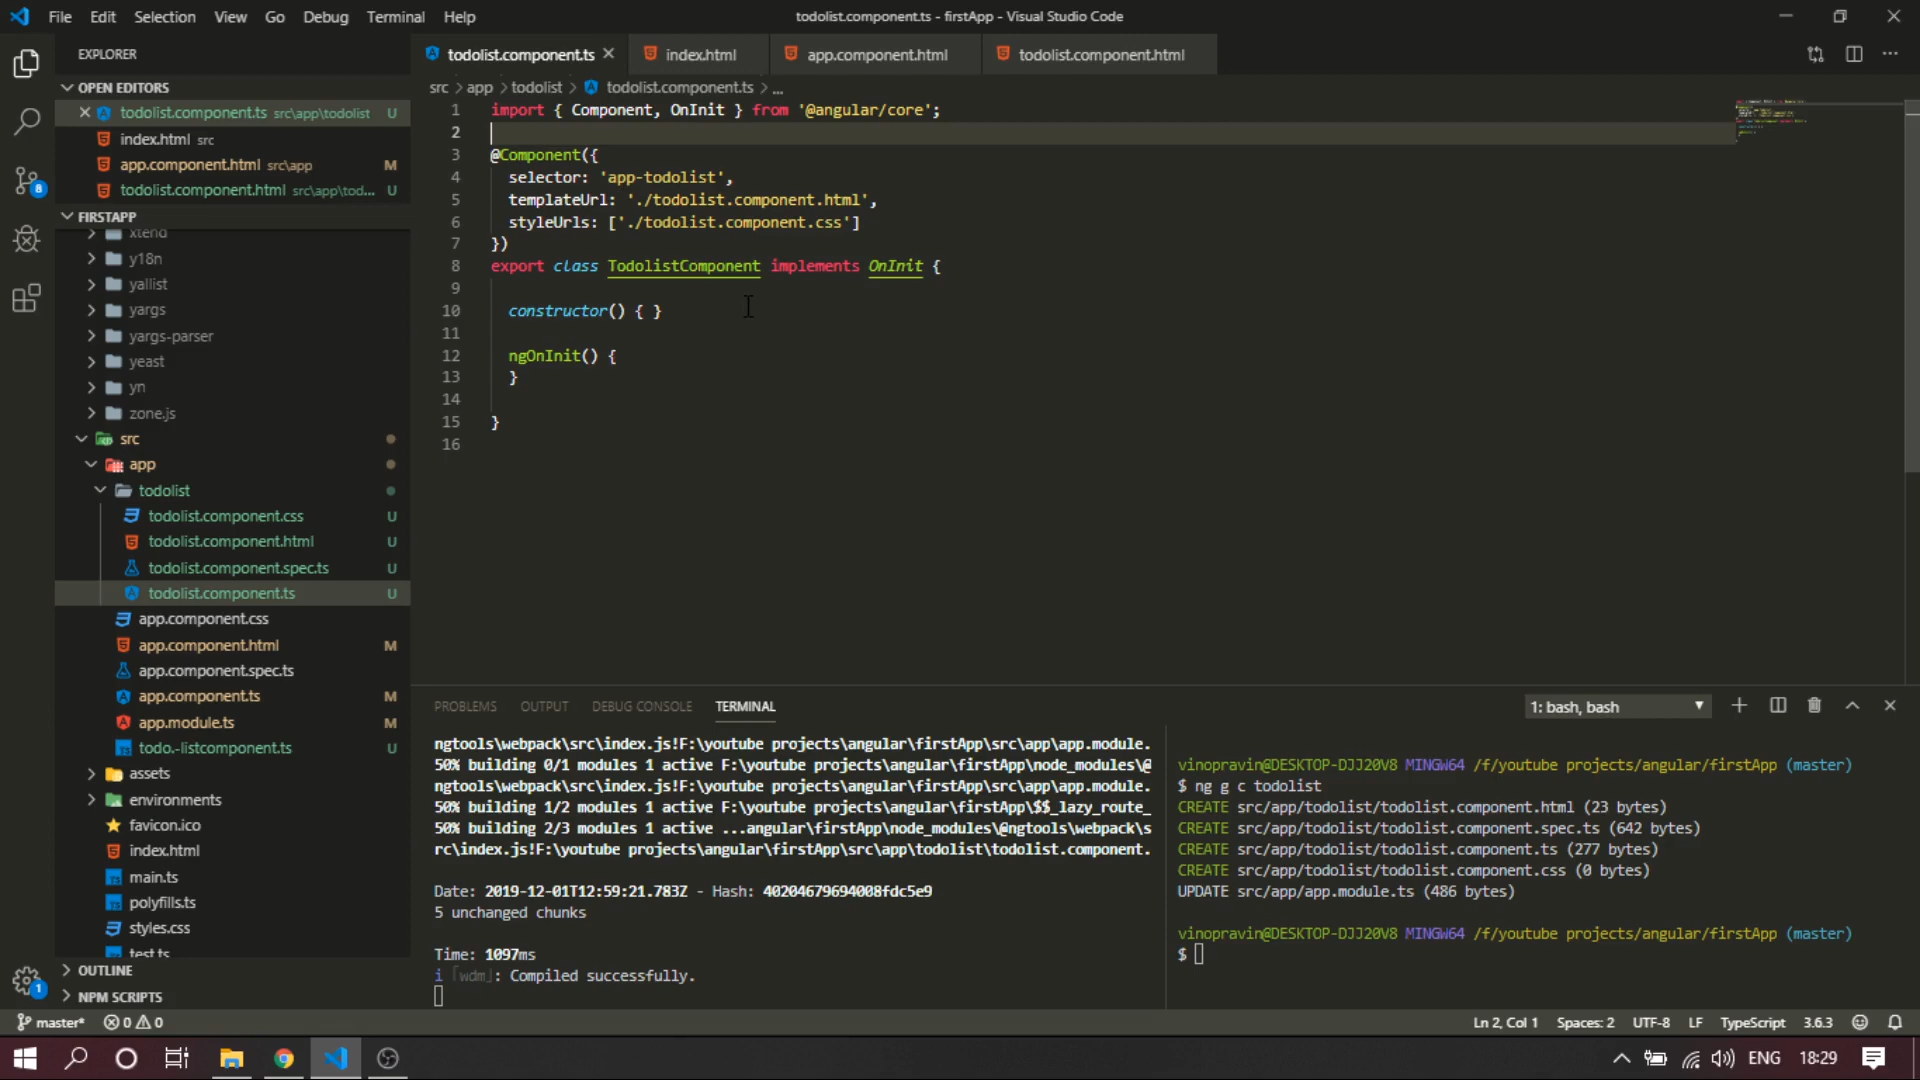 File Edit Selection View Go Debug Terminal Help
todolist.component.ts - firstApp - Visual Studio Code
EXPLORER
OPEN EDITORS
todolist.component.ts src\app\todolist U
index.html src
app.component.html src\app M
todolist.component.html src\app\tod... U
FIRSTAPP
xtend
y18n
yallist
yargs
yargs-parser
yeast
yn
zone.js
src
app
todolist
todolist.component.css U
todolist.component.html U
todolist.component.spec.ts U
todolist.component.ts U
app.component.css
app.component.html M
app.component.spec.ts
app.component.ts M
app.module.ts M
todo.-listcomponent.ts U
assets
environments
favicon.ico
index.html
main.ts
polyfills.ts
styles.css
test.ts
OUTLINE
NPM SCRIPTS
8
1
todolist.component.ts index.html app.component.html todolist.component.html
src > app > todolist > todolist.component.ts > ...
1 import { Component, OnInit } from '@angular/core';
2
3 @Component({
4 selector: 'app-todolist',
5 templateUrl: './todolist.component.html',
6 styleUrls: ['./todolist.component.css']
7 })
8 export class TodolistComponent implements OnInit {
9
10 constructor() { }
11
12 ngOnInit() {
13 }
14
15 }
16
PROBLEMS OUTPUT DEBUG CONSOLE TERMINAL
1: bash, bash
ngtools\webpack\src\index.js!F:\youtube projects\angular\firstApp\src\app\app.module.
50% building 0/1 modules 1 active F:\youtube projects\angular\firstApp\node_modules\@
ngtools\webpack\src\index.js!F:\youtube projects\angular\firstApp\src\app\app.module.
50% building 1/2 modules 1 active F:\youtube projects\angular\firstApp\$$_lazy_route_
50% building 2/3 modules 1 active ...angular\firstApp\node_modules\@ngtools\webpack\s
rc\index.js!F:\youtube projects\angular\firstApp\src\app\todolist\todolist.component.
Date: 2019-12-01T12:59:21.783Z - Hash: 40204679694008fdc5e9
5 unchanged chunks
Time: 1097ms
i ｢wdm｣: Compiled successfully.
vinopravin@DESKTOP-DJJ20V8 MINGW64 /f/youtube projects/angular/firstApp (master)
$ ng g c todolist
CREATE src/app/todolist/todolist.component.html (23 bytes)
CREATE src/app/todolist/todolist.component.spec.ts (642 bytes)
CREATE src/app/todolist/todolist.component.ts (277 bytes)
CREATE src/app/todolist/todolist.component.css (0 bytes)
UPDATE src/app/app.module.ts (486 bytes)
vinopravin@DESKTOP-DJJ20V8 MINGW64 /f/youtube projects/angular/firstApp (master)
$
master* 0 0
Ln 2, Col 1 Spaces: 2 UTF-8 LF TypeScript 3.6.3
ENG 18:29